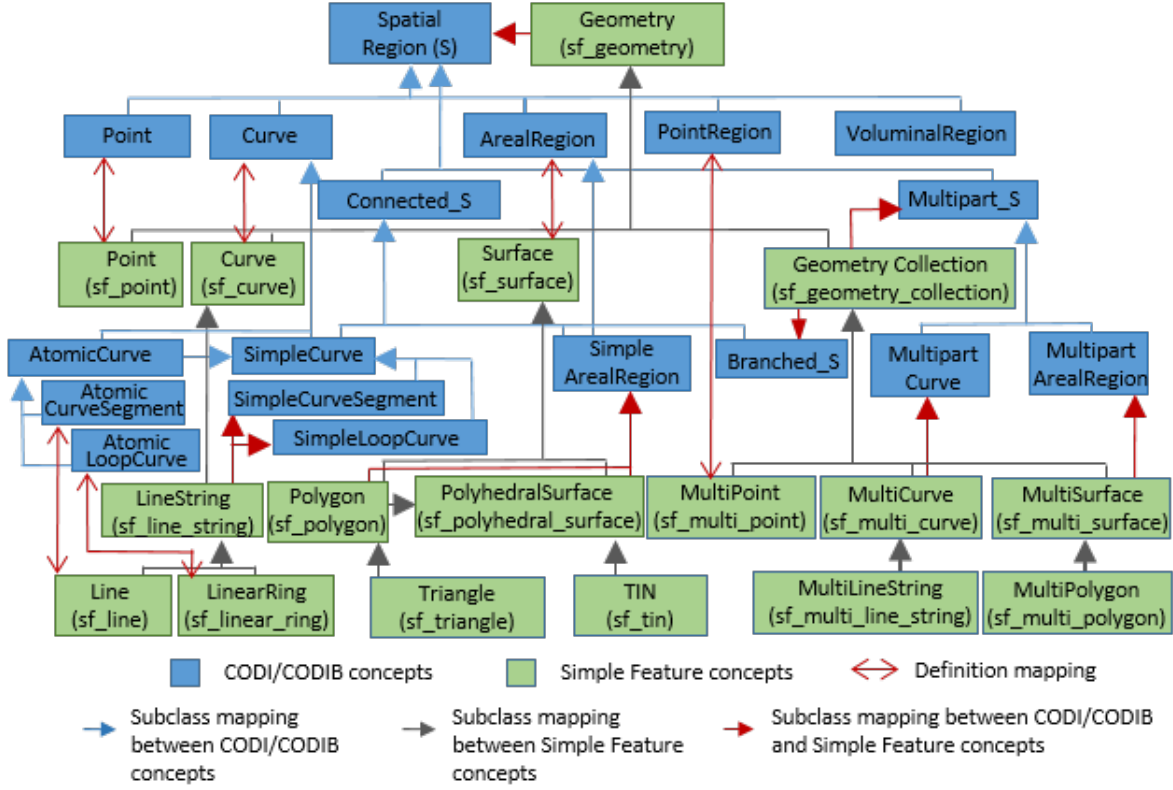 Spatial
Region (S)
Geometry
(sf_geometry)
Point
Curve
ArealRegion
PointRegion
VoluminalRegion
Connected_S
Multipart_S
Point
(sf_point)
Curve
(sf_curve)
Surface
(sf_surface)
Geometry Collection
(sf_geometry_collection)
AtomicCurve
SimpleCurve
Simple
ArealRegion
Branched_S
Multipart
Curve
Multipart
ArealRegion
Atomic
CurveSegment
SimpleCurveSegment
Atomic
LoopCurve
SimpleLoopCurve
LineString
(sf_line_string)
Polygon
(sf_polygon)
PolyhedralSurface
(sf_polyhedral_surface)
MultiPoint
(sf_multi_point)
MultiCurve
(sf_multi_curve)
MultiSurface
(sf_multi_surface)
Line
(sf_line)
LinearRing
(sf_linear_ring)
Triangle
(sf_triangle)
TIN
(sf_tin)
MultiLineString
(sf_multi_line_string)
MultiPolygon
(sf_multi_polygon)
CODI/CODIB concepts
Simple Feature concepts
Definition mapping
Subclass mapping
between CODI/CODIB
concepts
Subclass mapping
between Simple Feature
concepts
Subclass mapping between CODI/CODIB
and Simple Feature concepts